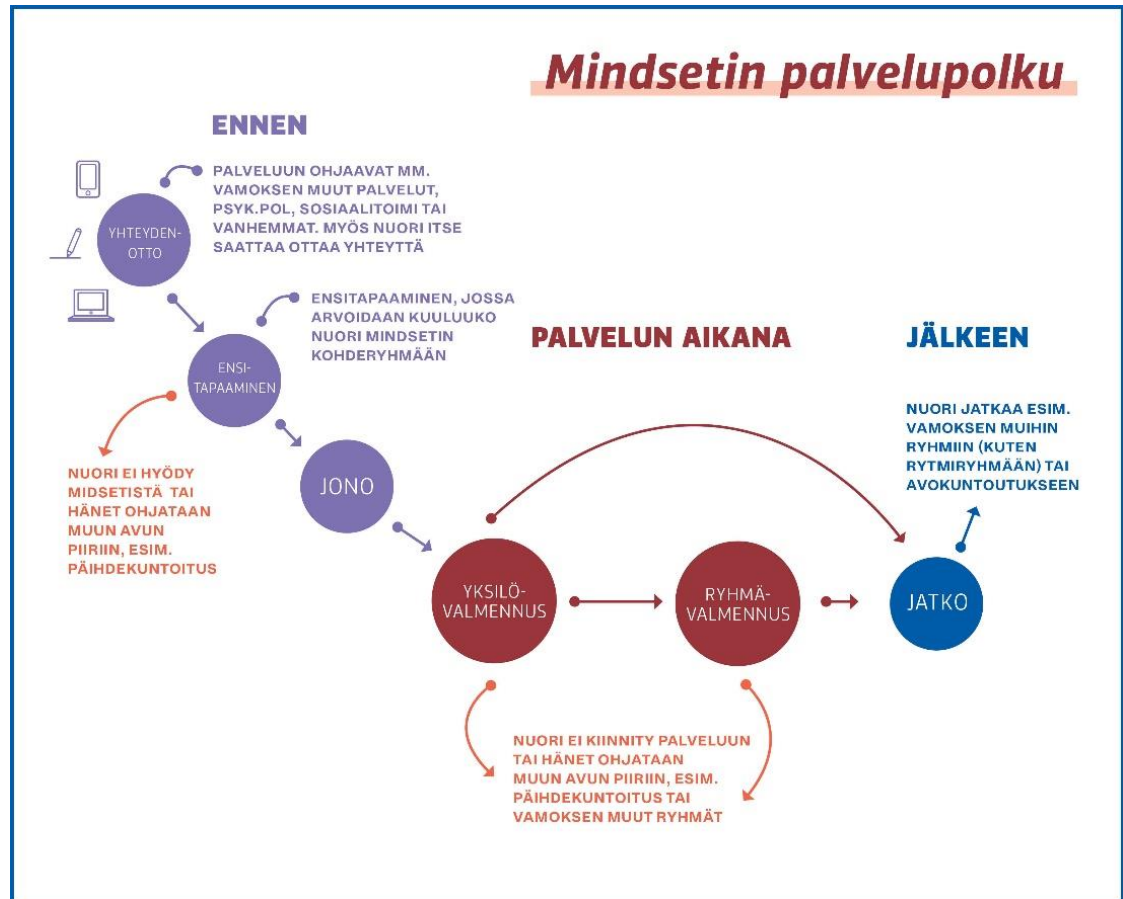 Mindsetin palvelupolku
ENNEN
PALVELUUN OHJAAVAT MM.
VAMOKSEN MUUT PALVELUT,
PSYK.POL, SOSIAALITOIMI TAI
VANHEMMAT. MYÖS NUORI ITSE
SAATTAA OTTAA YHTEYTTÄ
YHTEYDEN-
OTTO
ENSITAPAAMINEN, JOSSA
ARVOIDAAN KUULUUKO
NUORI MINDSETIN
KOHDERYHMÄÄN
ENSI-
TAPAAMINEN
NUORI EI HYÖDY
MIDSETISTÄ TAI
HÄNET OHJATAAN
MUUN AVUN
PIIRIIN, ESIM.
PÄIHDEKUNTOITUS
JONO
PALVELUN AIKANA
YKSILÖ-
VALMENNUS
RYHMÄ-
VALMENNUS
NUORI EI KIINNITY PALVELUUN
TAI HÄNET OHJATAAN
MUUN AVUN PIIRIIN, ESIM.
PÄIHDEKUNTOITUS TAI
VAMOKSEN MUUT RYHMÄT
JÄLKEEN
NUORI JATKAA ESIM.
VAMOKSEN MUIHIN
RYHMIIN (KUTEN
RYTMIRYHMÄÄN) TAI
AVOKUNTOUTUKSEEN
JATKO